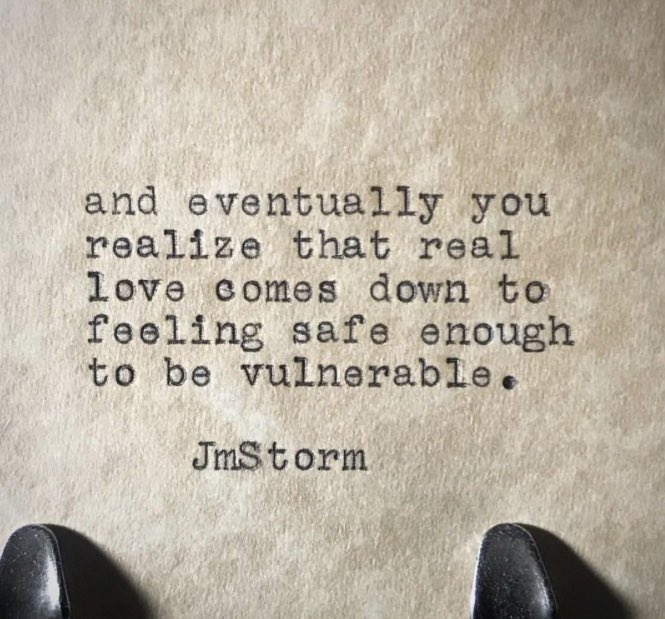 and eventually you
realize that real
love comes down to
feeling safe enough
to be vulnerable.
JmStorm